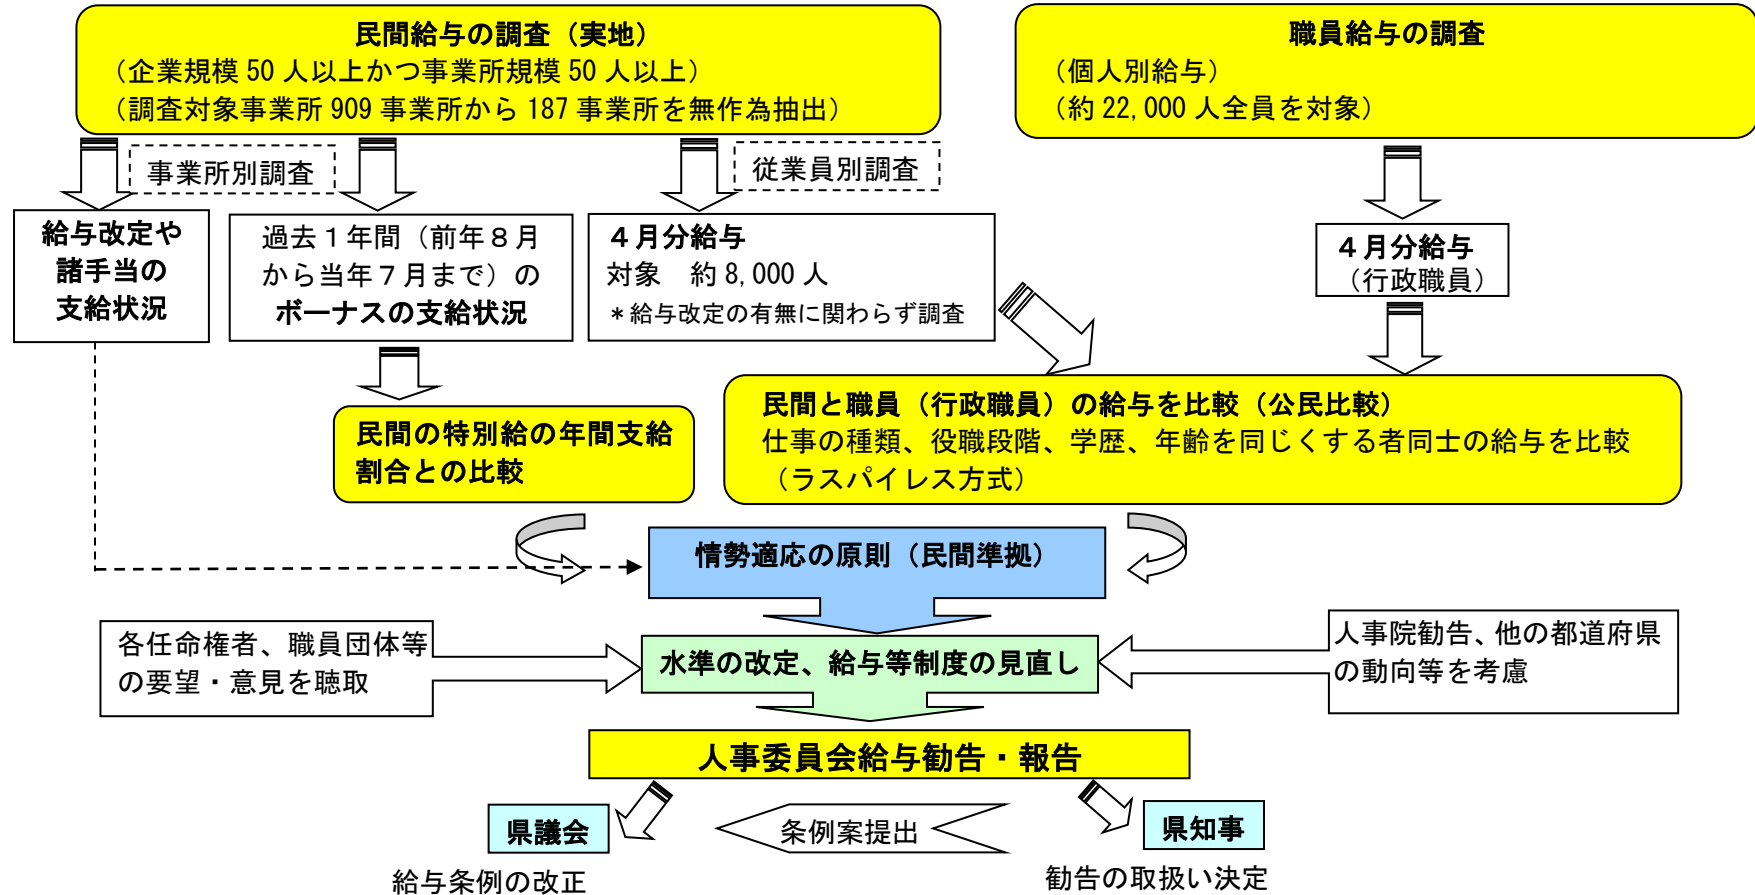 民間給与の調査（実地）
（企業規模 50 人以上かつ事業所規模 50 人以上）
（調査対象事業所 909 事業所から 187 事業所を無作為抽出）
職員給与の調査
（個人別給与）
（約 22,000 人全員を対象）
事業所別調査
従業員別調査
給与改定や
諸手当の
支給状況
過去１年間（前年８月
から当年７月まで）の
ボーナスの支給状況
４月分給与
対象　約 8,000 人
＊給与改定の有無に関わらず調査
４月分給与
（行政職員）
民間の特別給の年間支給
割合との比較
民間と職員（行政職員）の給与を比較（公民比較）
仕事の種類、役職段階、学歴、年齢を同じくする者同士の給与を比較
（ラスパイレス方式）
情勢適応の原則（民間準拠）
各任命権者、職員団体等
の要望・意見を聴取
水準の改定、給与等制度の見直し
人事院勧告、他の都道府県
の動向等を考慮
人事委員会給与勧告・報告
県議会
条例案提出
県知事
給与条例の改正
勧告の取扱い決定